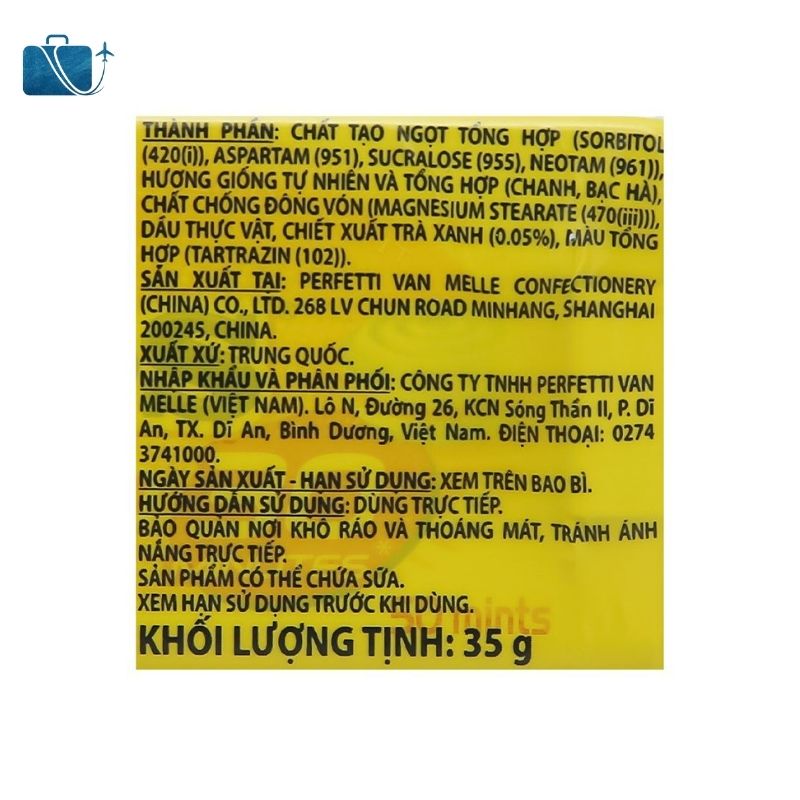 THÀNH PHẦN: CHẤT TẠO NGỌT TỔNG HỢP (SORBITOL
(420(i)), ASPARTAM (951), SUCRALOSE (955), NEOTAM (961)),
HƯƠNG GIỐNG TỰ NHIÊN VÀ TỔNG HỢP (CHANH, BẠC HÀ),
CHẤT CHỐNG ĐÔNG VÓN (MAGNESIUM STEARATE (470(iii))),
DẦU THỰC VẬT, CHIẾT XUẤT TRÀ XANH (0.05%), MÀU TỔNG
HỢP (TARTRAZIN (102)).
SẢN XUẤT TẠI: PERFETTI VAN MELLE CONFECTIONERY
(CHINA) CO., LTD. 268 LV CHUN ROAD MINHANG, SHANGHAI
200245, CHINA.
XUẤT XỨ: TRUNG QUỐC.
NHẬP KHẨU VÀ PHÂN PHỐI: CÔNG TY TNHH PERFETTI VAN
MELLE (VIỆT NAM). Lô N, Đường 26, KCN Sóng Thần II, P. Dĩ
An, TX. Dĩ An, Bình Dương, Việt Nam. ĐIỆN THOẠI: 0274
3741000.
NGÀY SẢN XUẤT - HẠN SỬ DỤNG: XEM TRÊN BAO BÌ.
HƯỚNG DẪN SỬ DỤNG: DÙNG TRỰC TIẾP.
BẢO QUẢN NƠI KHÔ RÁO VÀ THOÁNG MÁT, TRÁNH ÁNH
NẮNG TRỰC TIẾP.
SẢN PHẨM CÓ THỂ CHỨA SỮA.
XEM HẠN SỬ DỤNG TRƯỚC KHI DÙNG.
50 mints
KHỐI LƯỢNG TỊNH: 35 g